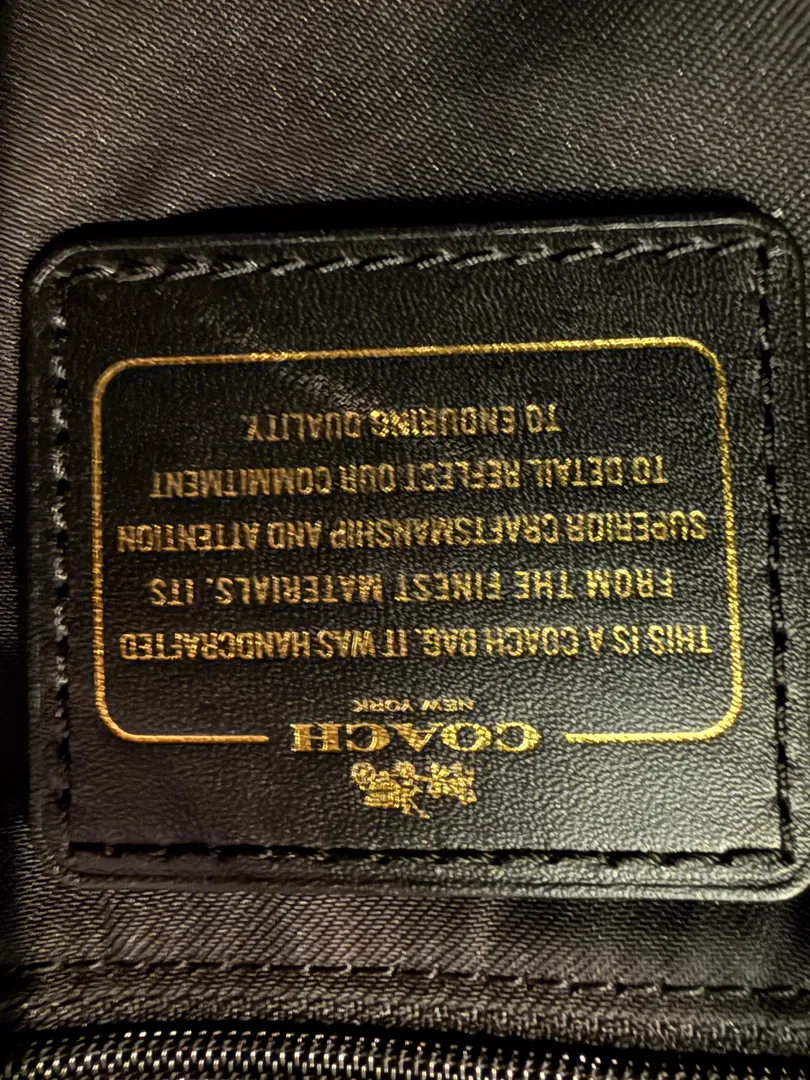 COACH
NEW YORK
THIS IS A COACH BAG. IT WAS HANDCRAFTED
FROM THE FINEST MATERIALS. ITS
SUPERIOR CRAFTSMANSHIP AND ATTENTION
TO DETAIL REFLECT OUR COMMITMENT
TO ENDURING QUALITY.